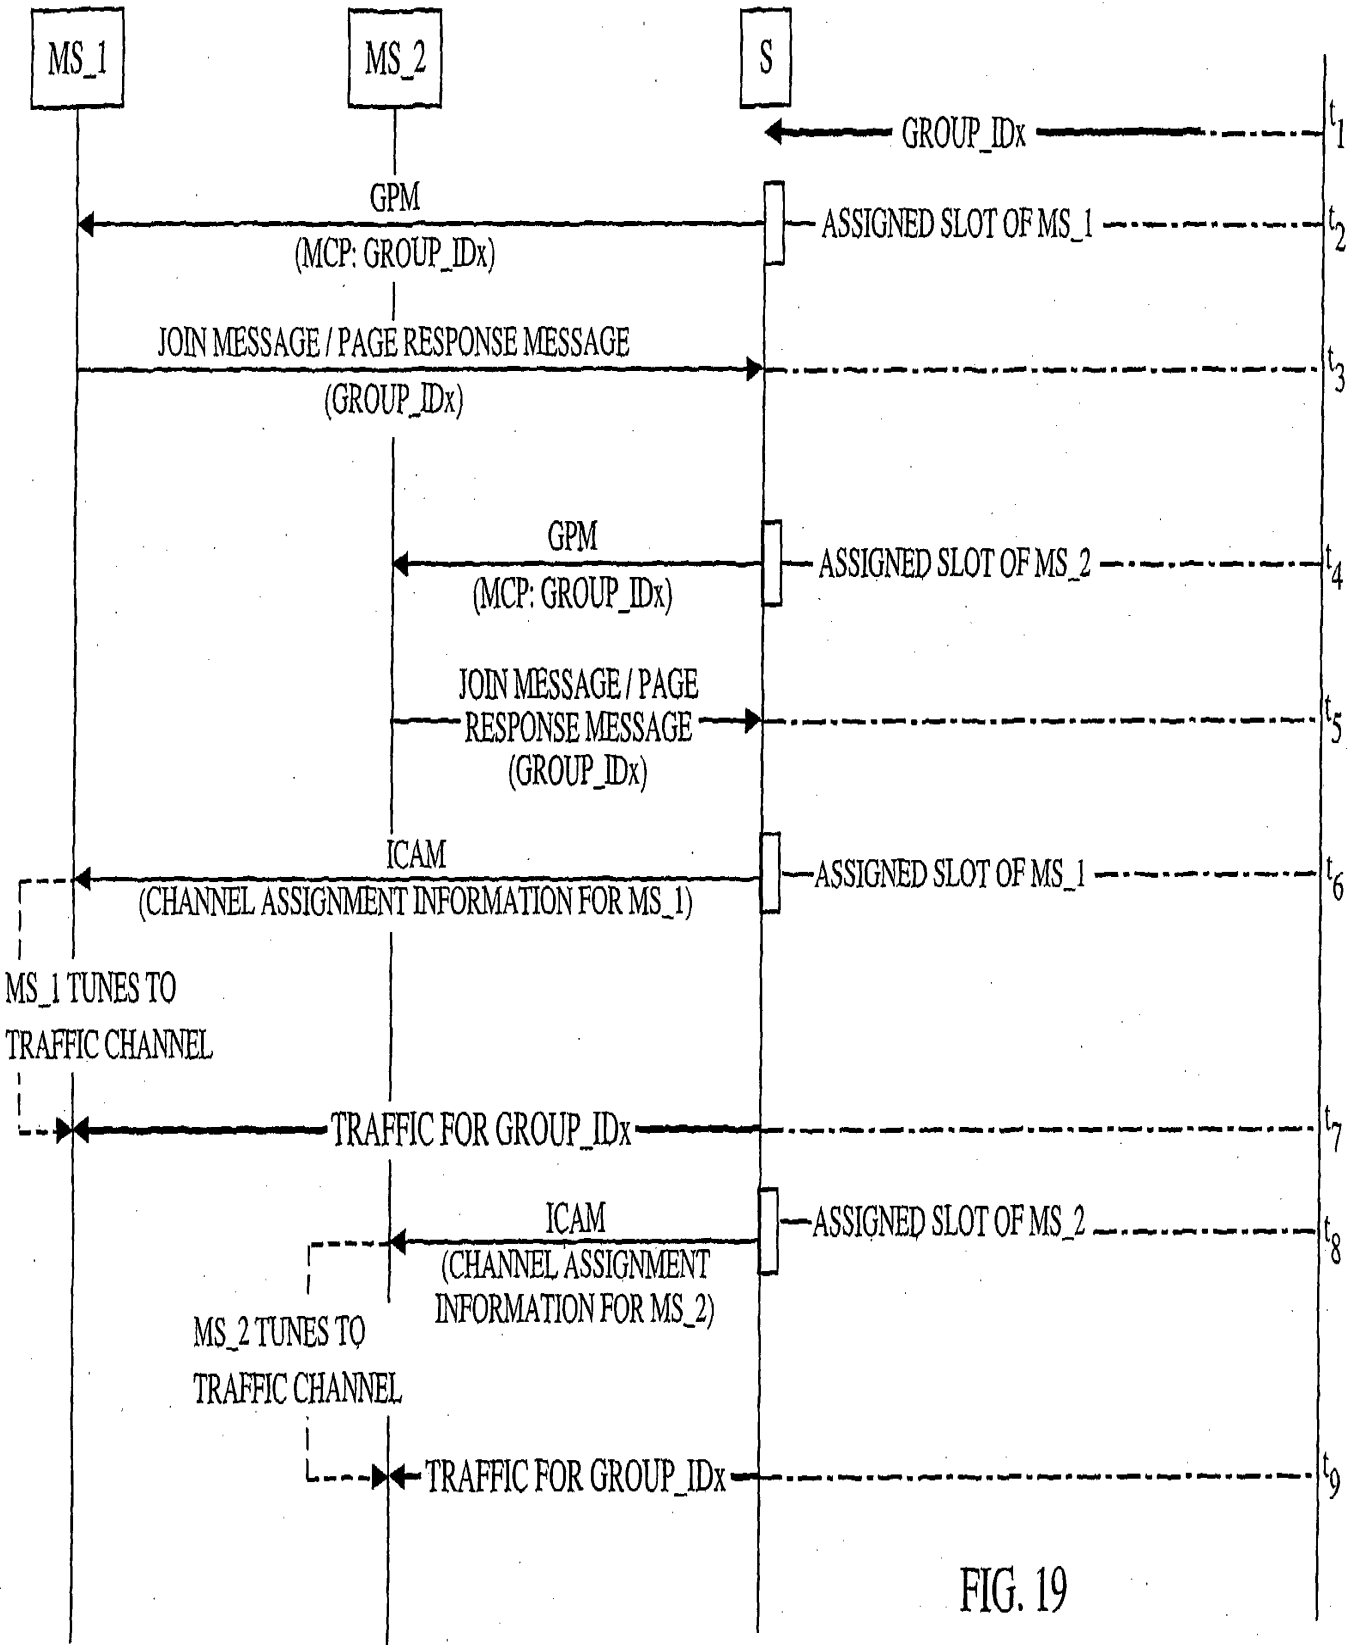 MS_1
MS_2
S
GROUP_IDx
t1
GPM
(MCP: GROUP_IDx)
ASSIGNED SLOT OF MS_1
t2
JOIN MESSAGE / PAGE RESPONSE MESSAGE
(GROUP_IDx)
t3
GPM
(MCP: GROUP_IDx)
ASSIGNED SLOT OF MS_2
t4
JOIN MESSAGE / PAGE
RESPONSE MESSAGE
(GROUP_IDx)
t5
ICAM
(CHANNEL ASSIGNMENT INFORMATION FOR MS_1)
ASSIGNED SLOT OF MS_1
t6
MS_1 TUNES TO
TRAFFIC CHANNEL
TRAFFIC FOR GROUP_IDx
t7
ICAM
(CHANNEL ASSIGNMENT
INFORMATION FOR MS_2)
ASSIGNED SLOT OF MS_2
t8
MS_2 TUNES TO
TRAFFIC CHANNEL
TRAFFIC FOR GROUP_IDx
t9
FIG. 19